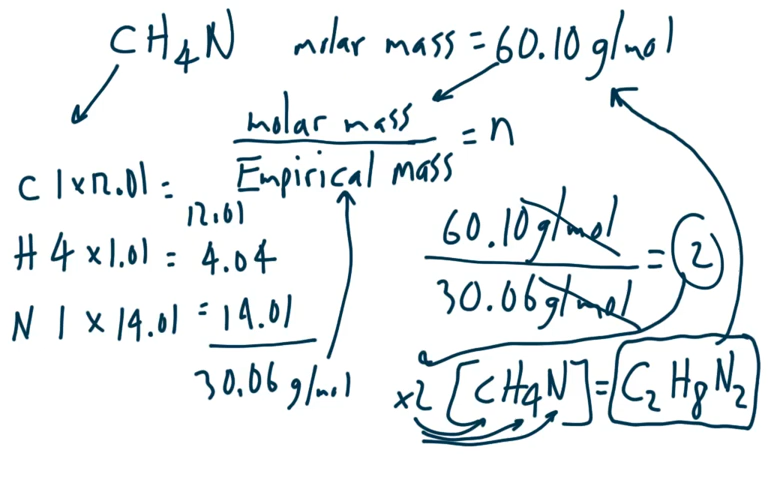 CH₄N molar mass = 60.10 g/mol
molar mass / Empirical mass = n
C 1 x 12.01 = 12.01
H 4 x 1.01 = 4.04
N 1 x 14.01 = 14.01
30.06 g/mol
60.10 g/mol / 30.06 g/mol = 2
x2 [CH₄N] = C₂H₈N₂